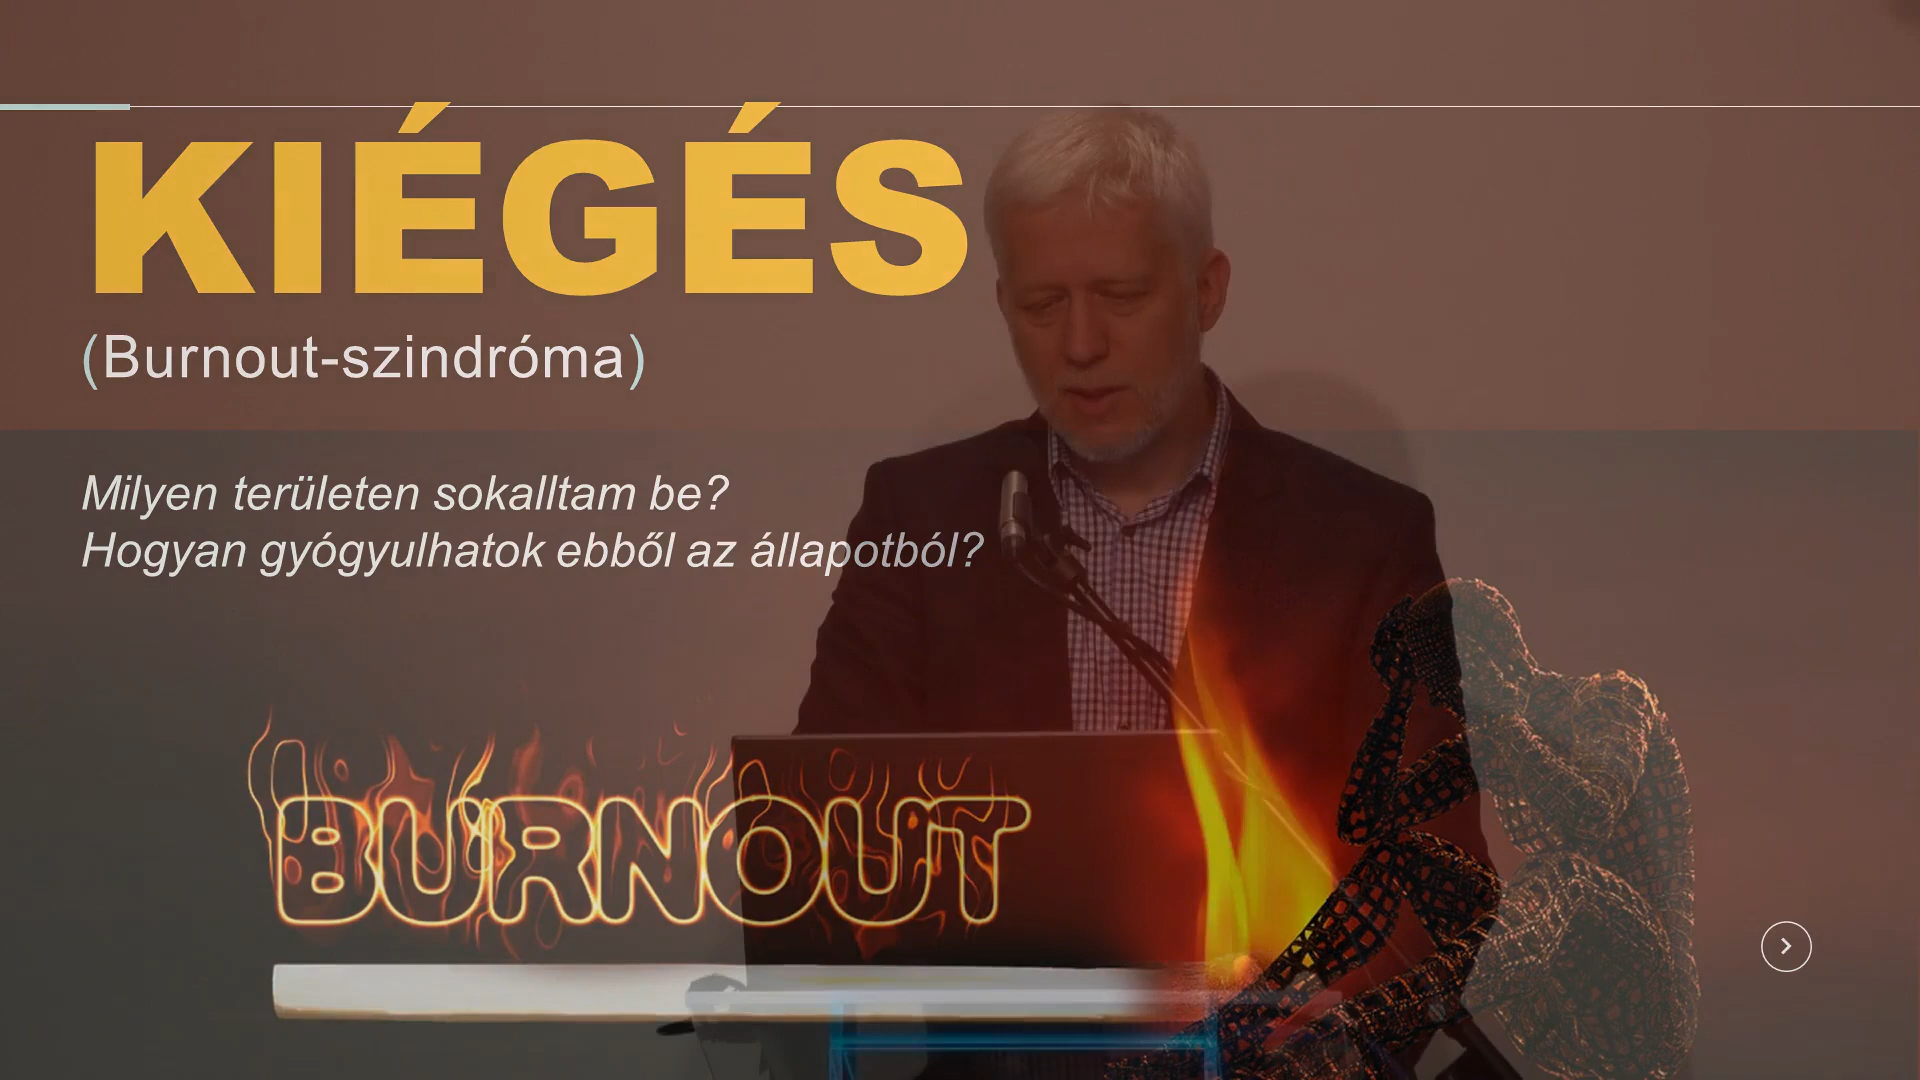 KIÉGÉS
(Burnout-szindróma)
Milyen területen sokalltam be?
Hogyan gyógyulhatok ebből az állapotból?
BURNOUT